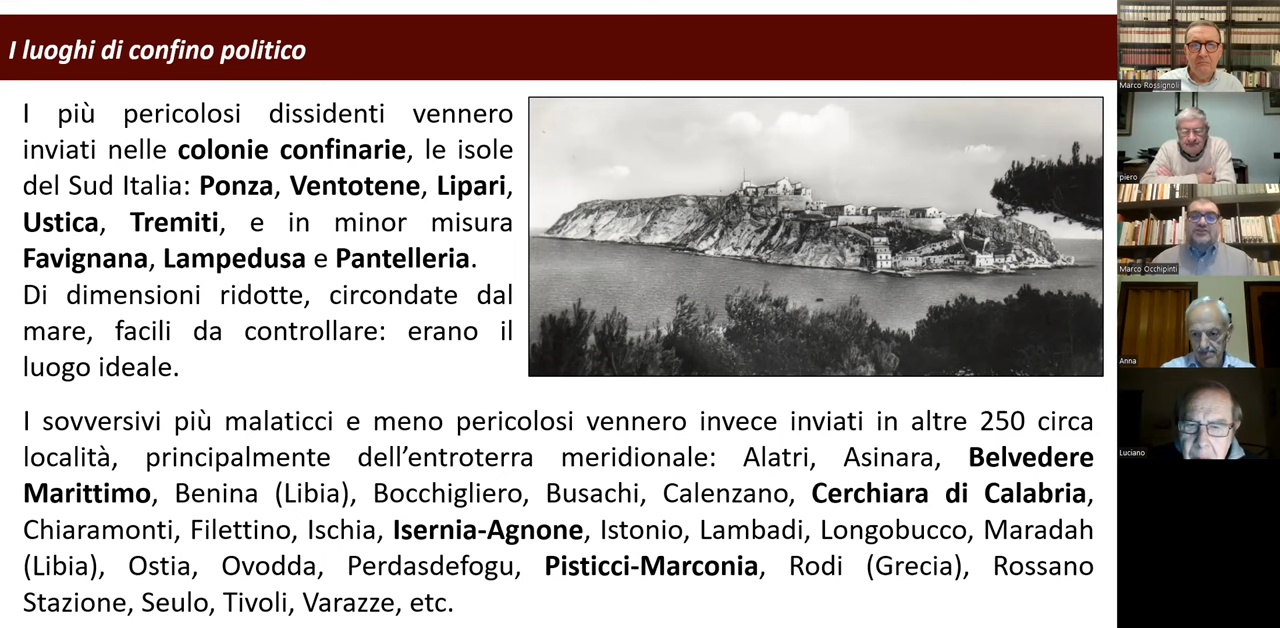 I luoghi di confino politico
I più pericolosi dissidenti vennero
inviati nelle colonie confinarie, le isole
del Sud Italia: Ponza, Ventotene, Lipari,
Ustica, Tremiti, e in minor misura
Favignana, Lampedusa e Pantelleria.
Di dimensioni ridotte, circondate dal
mare, facili da controllare: erano il
luogo ideale.
I sovversivi più malaticci e meno pericolosi vennero invece inviati in altre 250 circa
località, principalmente dell’entroterra meridionale: Alatri, Asinara, Belvedere
Marittimo, Benina (Libia), Bocchigliero, Busachi, Calenzano, Cerchiara di Calabria,
Chiaramonti, Filettino, Ischia, Isernia-Agnone, Istonio, Lambadi, Longobucco, Maradah
(Libia), Ostia, Ovodda, Perdasdefogu, Pisticci-Marconia, Rodi (Grecia), Rossano
Stazione, Seulo, Tivoli, Varazze, etc.
Marco Rossignoli
piero
Marco Occhipinti
Anna
Luciano